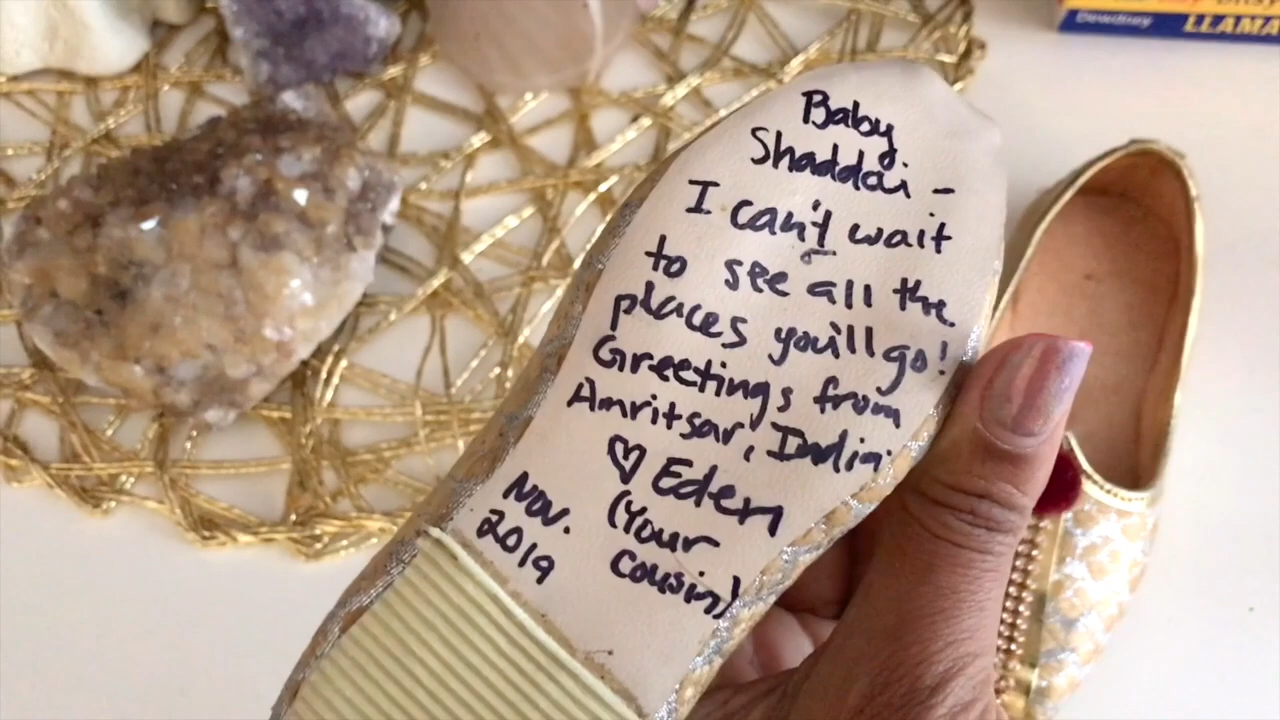 Dewdney
LLAMA
Baby
Shaddai -
I can't wait
to see all the
places you'll go!
Greetings from
Amritsar, India.
♡ Eden
(Your
Cousin)
Nov.
2019